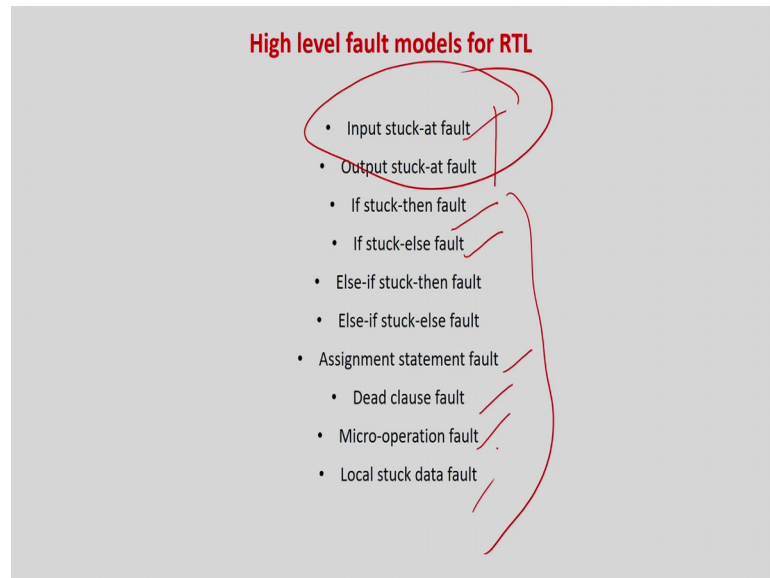 High level fault models for RTL
• Input stuck-at fault
• Output stuck-at fault
• If stuck-then fault
• If stuck-else fault
• Else-if stuck-then fault
• Else-if stuck-else fault
• Assignment statement fault
• Dead clause fault
• Micro-operation fault
• Local stuck data fault